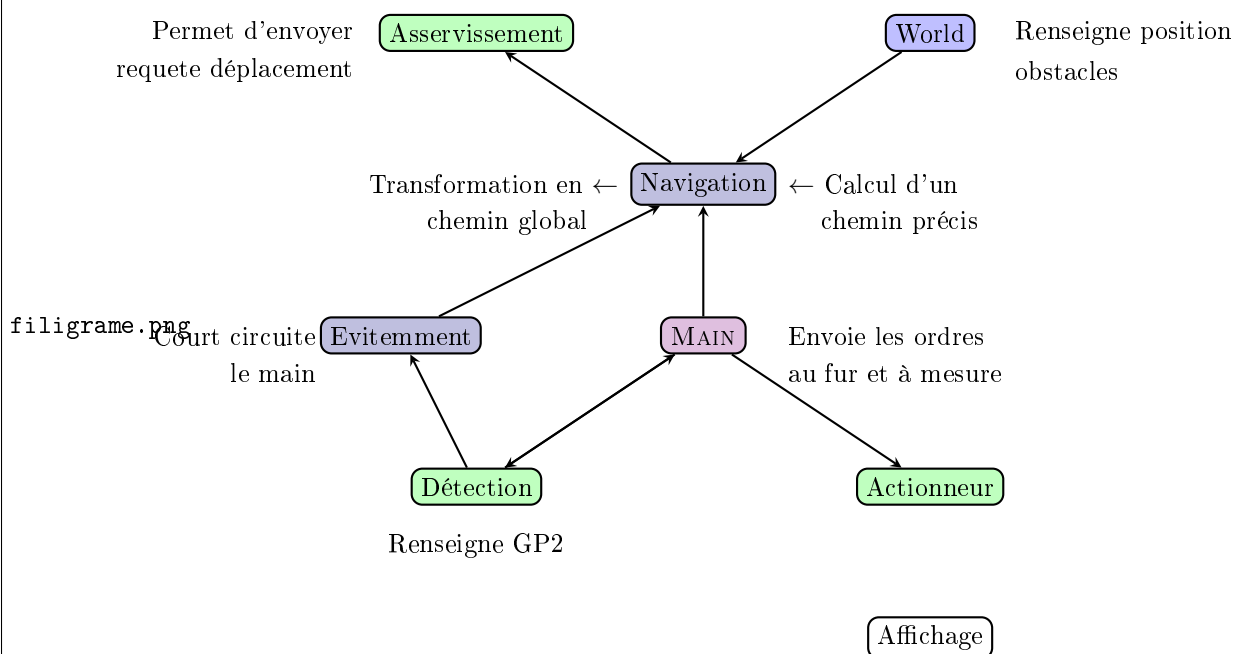 Permet d'envoyer
requete déplacement
Asservissement
World
Renseigne position
obstacles
Transformation en ←
chemin global
Navigation
← Calcul d'un
chemin précis
filigrame.png
Court circuite
le main
Evitemment
MAIN
Envoie les ordres
au fur et à mesure
Détection
Actionneur
Renseigne GP2
Affichage